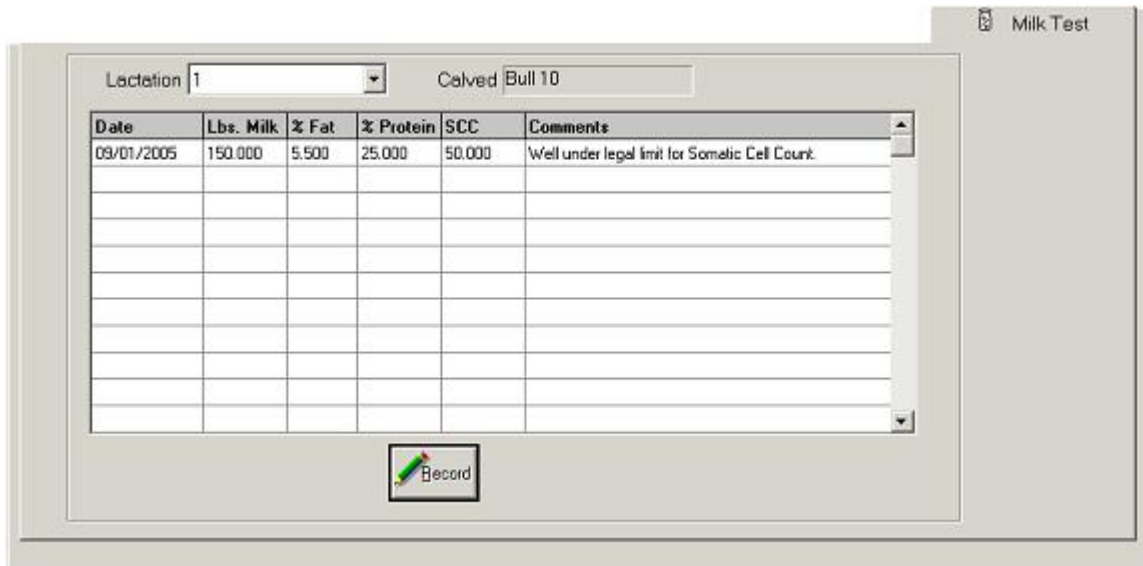 Milk Test
Lactation 1 Calved Bull 10
Date Lbs. Milk % Fat % Protein SCC Comments
09/01/2005 150.000 5.500 25.000 50.000 Well under legal limit for Somatic Cell Count.
Record